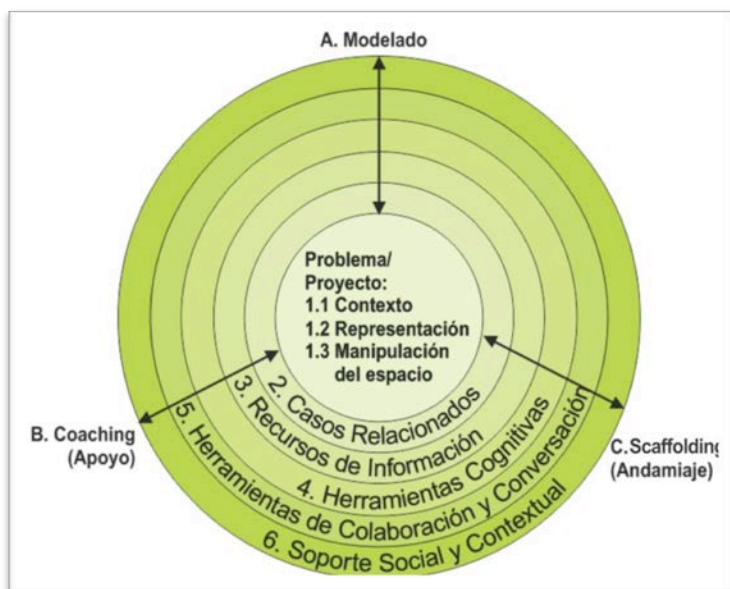 A. Modelado
Problema/
Proyecto:
1.1 Contexto
1.2 Representación
1.3 Manipulación
del espacio
2. Casos Relacionados
3. Recursos de Información
4. Herramientas Cognitivas
5. Herramientas de Colaboración y Conversación
6. Soporte Social y Contextual
B. Coaching
(Apoyo)
C.Scaffolding
(Andamiaje)